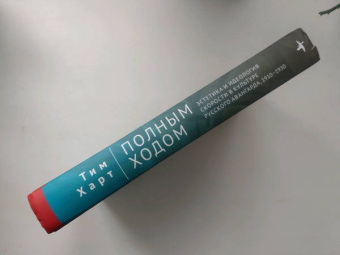 Тим
Харт
ПОЛНЫМ
ХОДОМ
ЭСТЕТИКА И ИДЕОЛОГИЯ
СКОРОСТИ В КУЛЬТУРЕ
РУССКОГО АВАНГАРДА, 1910–1930